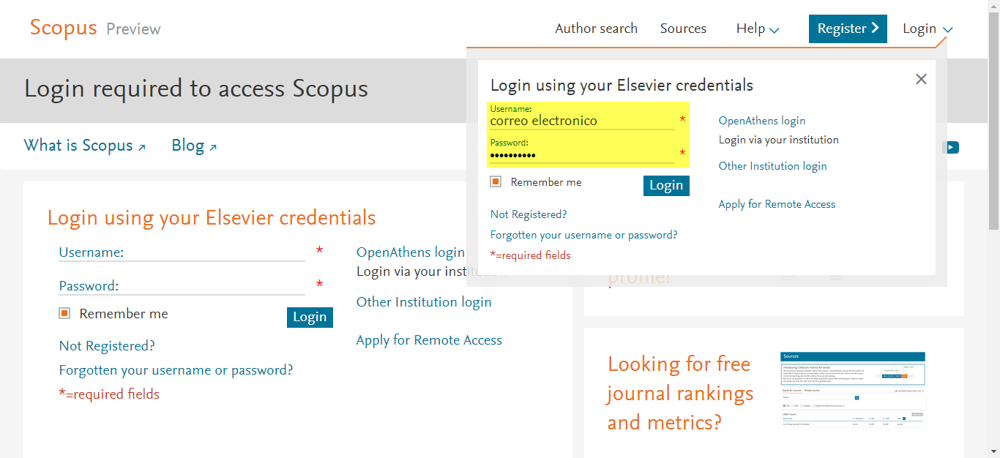 Scopus Preview
Author search Sources Help Register Login
Login required to access Scopus
Login using your Elsevier credentials
Username:
correo electronico *
Password:
•••••••••• *
Remember me Login
Not Registered?
Forgotten your username or password?
*=required fields
OpenAthens login
Login via your institution
Other Institution login
Apply for Remote Access
What is Scopus Blog
Login using your Elsevier credentials
Username: *
Password: *
Remember me Login
Not Registered?
Forgotten your username or password?
*=required fields
OpenAthens login
Login via your
Other Institution login
Apply for Remote Access
profile?
Looking for free
journal rankings
and metrics?
Sources